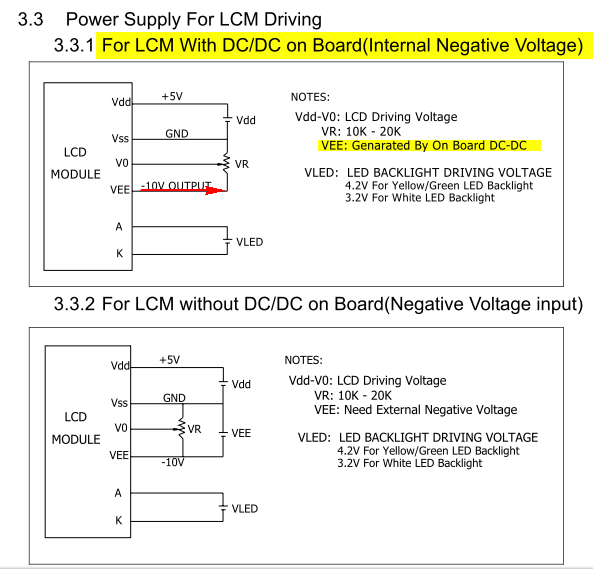 3.3 Power Supply For LCM Driving
3.3.1 For LCM With DC/DC on Board(Internal Negative Voltage)
LCD
MODULE
Vdd
+5V
Vss
GND
V0
VEE
-10V OUTPUT
A
K
Vdd
VR
VLED
NOTES:
Vdd-V0: LCD Driving Voltage
VR: 10K - 20K
VEE: Genarated By On Board DC-DC
VLED: LED BACKLIGHT DRIVING VOLTAGE
4.2V For Yellow/Green LED Backlight
3.2V For White LED Backlight
3.3.2 For LCM without DC/DC on Board(Negative Voltage input)
LCD
MODULE
Vdd
+5V
Vss
GND
V0
VEE
-10V
A
K
Vdd
VR
VEE
VLED
NOTES:
Vdd-V0: LCD Driving Voltage
VR: 10K - 20K
VEE: Need External Negative Voltage
VLED: LED BACKLIGHT DRIVING VOLTAGE
4.2V For Yellow/Green LED Backlight
3.2V For White LED Backlight